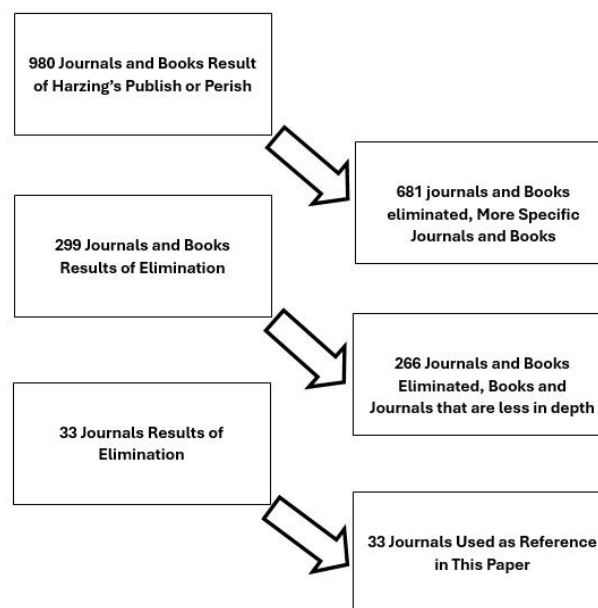 980 Journals and Books Result
of Harzing's Publish or Perish
681 journals and Books
eliminated, More Specific
Journals and Books
299 Journals and Books
Results of Elimination
266 Journals and Books
Eliminated, Books and
Journals that are less in depth
33 Journals Results of
Elimination
33 Journals Used as Reference
in This Paper